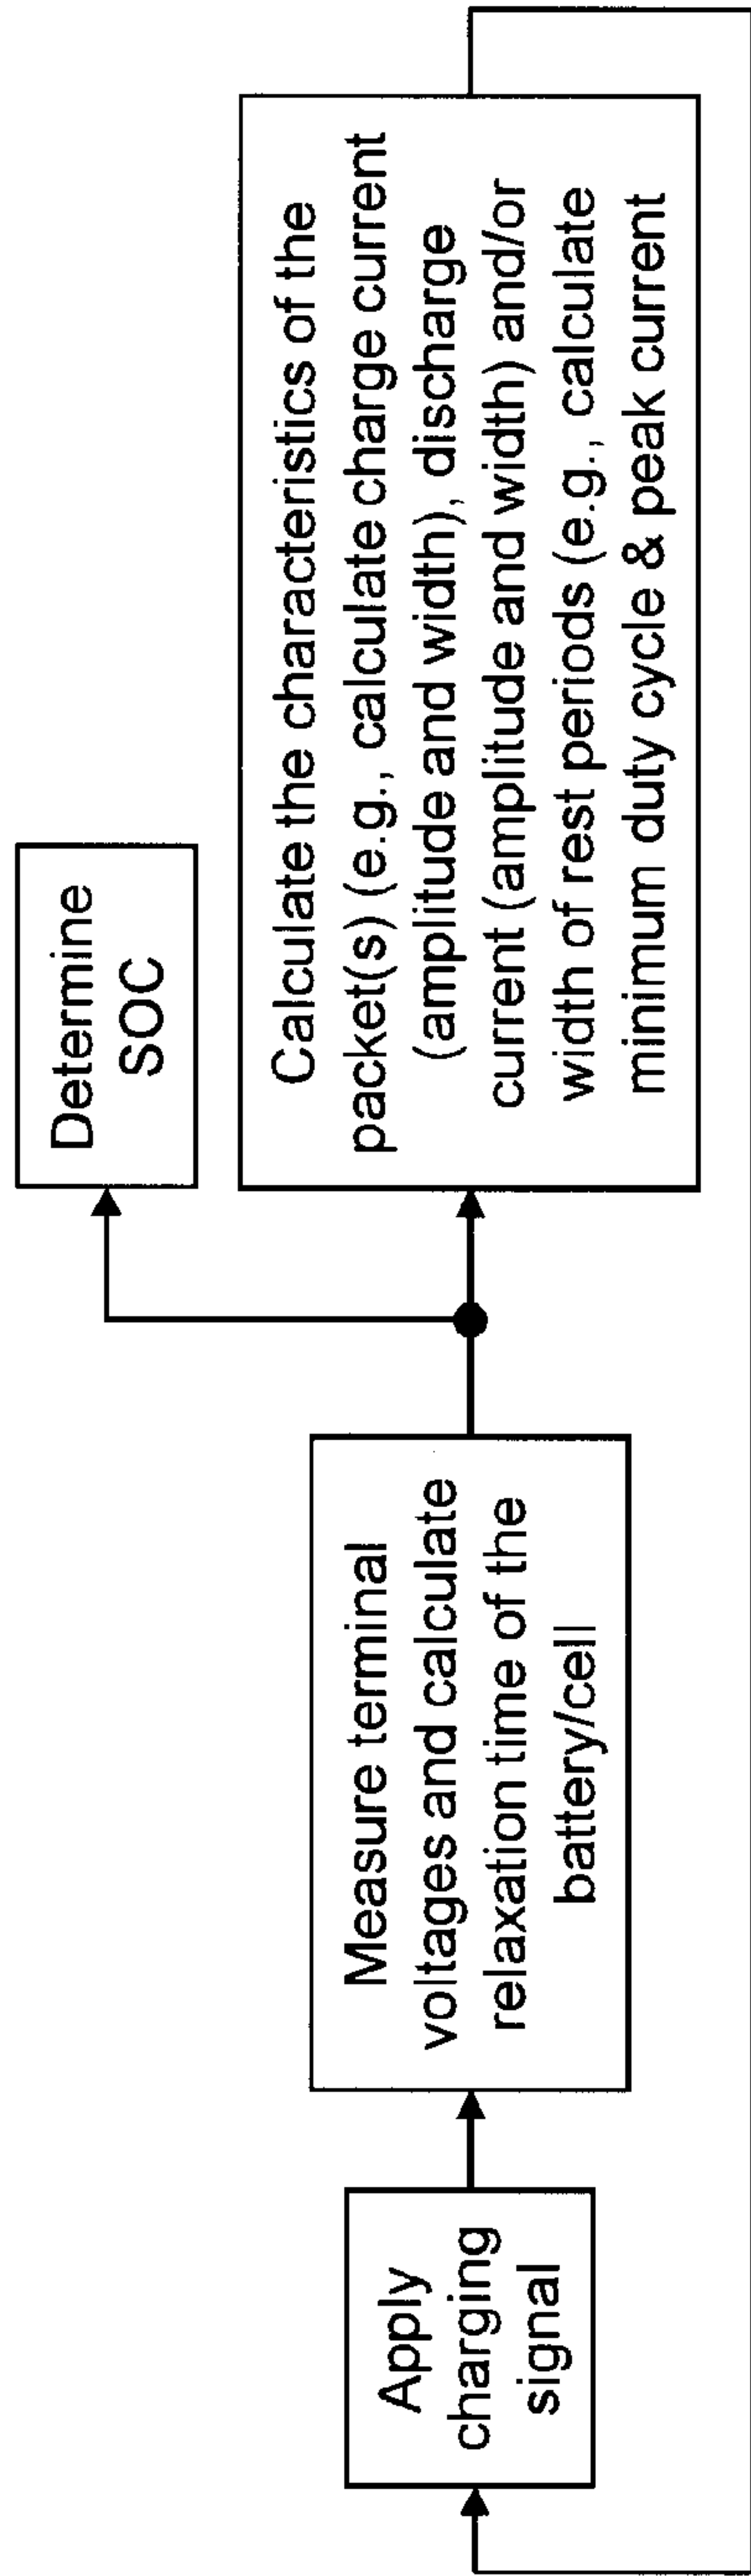 Apply
charging
signal
Measure terminal
voltages and calculate
relaxation time of the
battery/cell
Determine
SOC
Calculate the characteristics of the
packet(s) (e.g., calculate charge current
(amplitude and width), discharge
current (amplitude and width) and/or
width of rest periods (e.g., calculate
minimum duty cycle & peak current